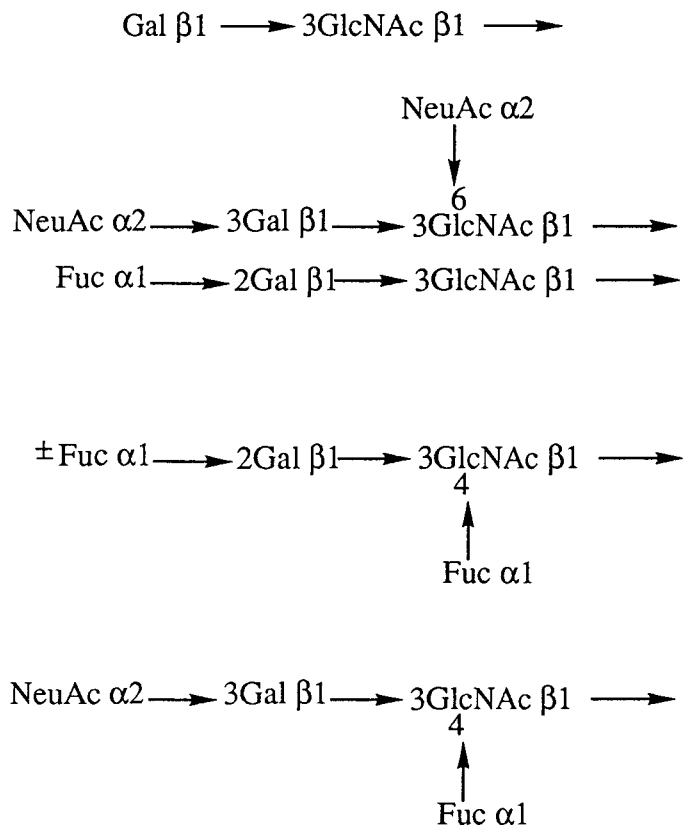 Gal β1 → 3GlcNAc β1 →
NeuAc α2
↓
6
NeuAc α2 → 3Gal β1 → 3GlcNAc β1 →
Fuc α1 → 2Gal β1 → 3GlcNAc β1 →
±Fuc α1 → 2Gal β1 → 3GlcNAc β1 →
4
↑
Fuc α1
NeuAc α2 → 3Gal β1 → 3GlcNAc β1 →
4
↑
Fuc α1